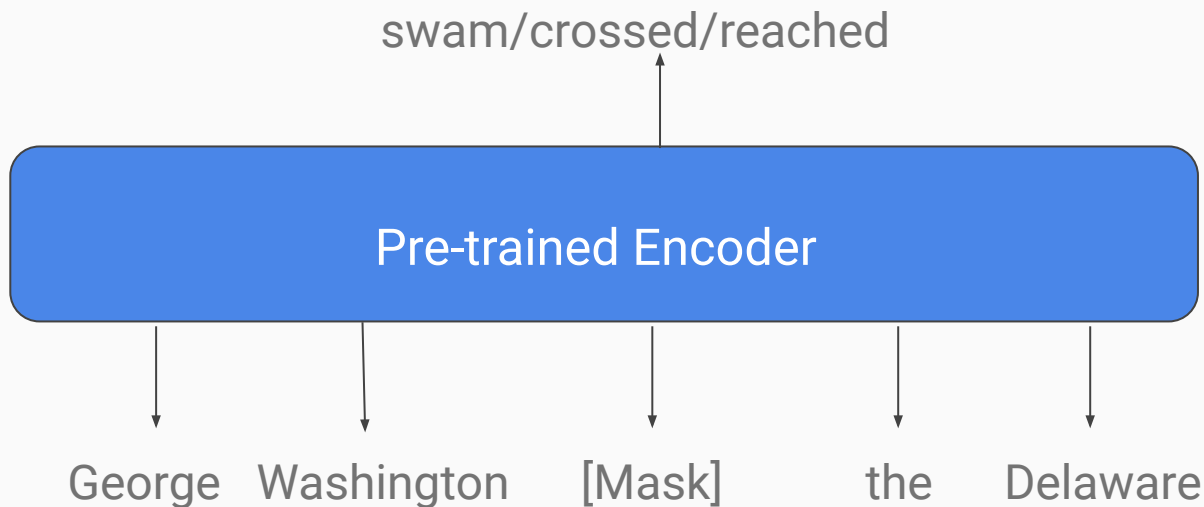 swam/crossed/reached
Pre-trained Encoder
George Washington [Mask] the Delaware